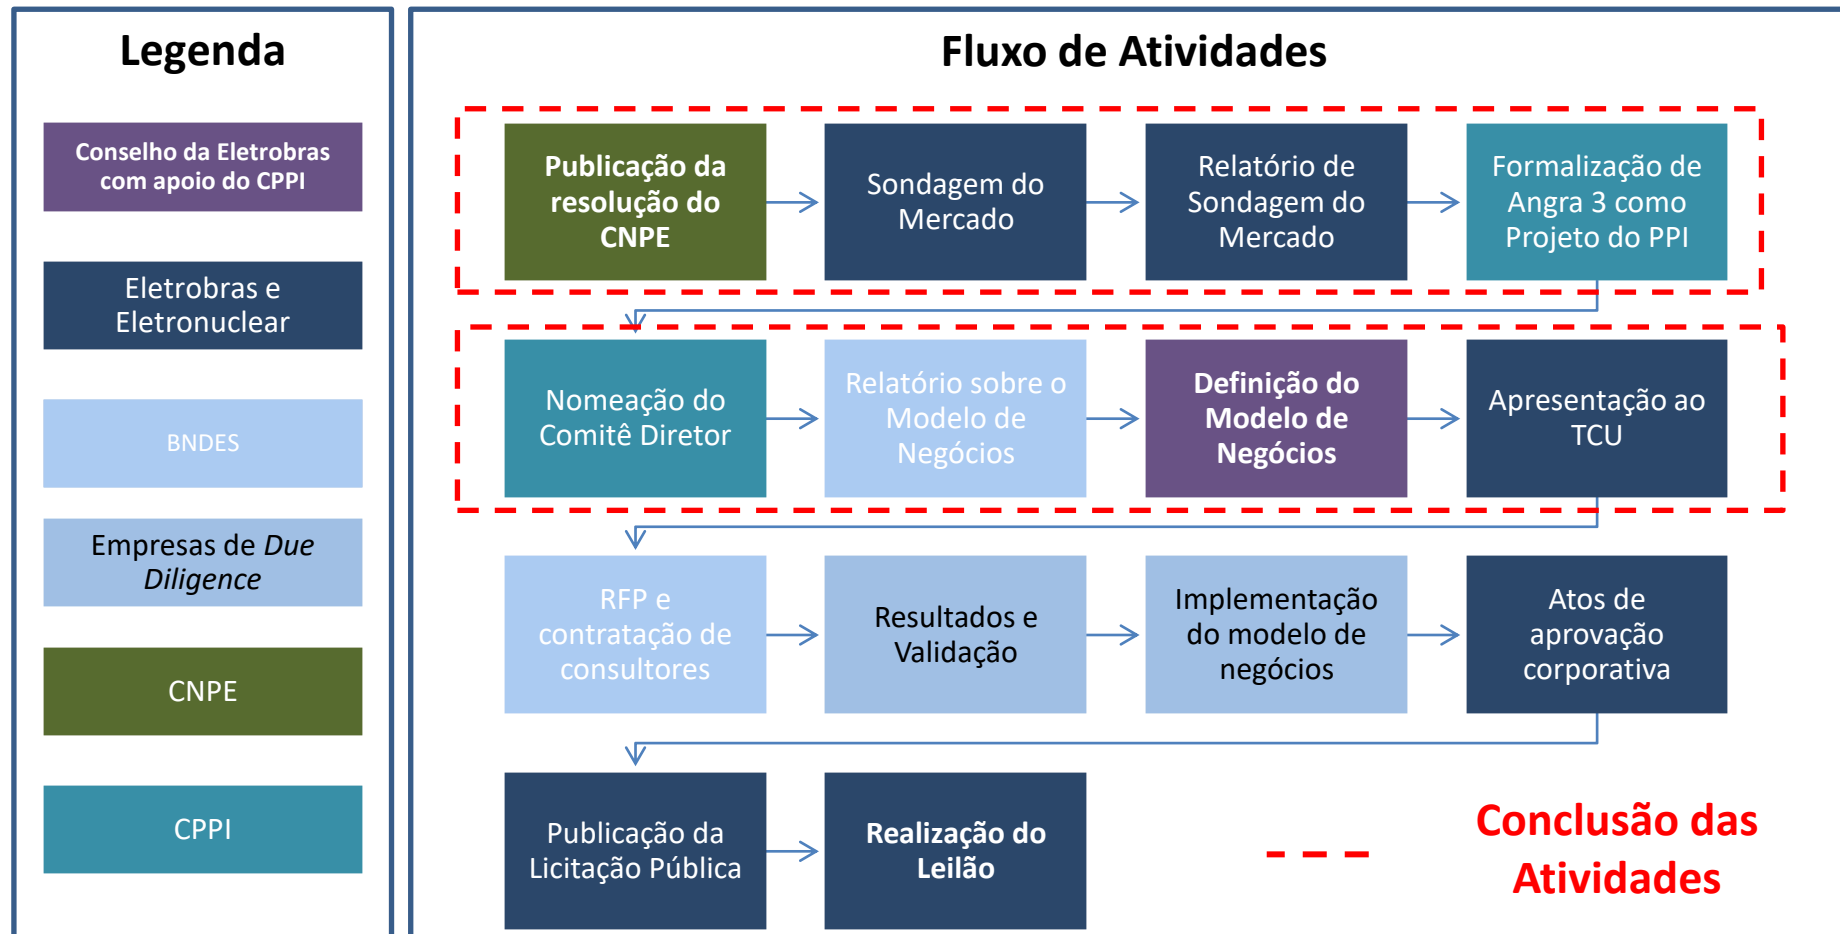 Legenda
Conselho da Eletrobras
com apoio do CPPI
Eletrobras e
Eletronuclear
BNDES
Empresas de Due
Diligence
CNPE
CPPI
Fluxo de Atividades
Publicação da
resolução do
CNPE
Sondagem do
Mercado
Relatório de
Sondagem do
Mercado
Formalização de
Angra 3 como
Projeto do PPI
Nomeação do
Comitê Diretor
Relatório sobre o
Modelo de
Negócios
Definição do
Modelo de
Negócios
Apresentação ao
TCU
RFP e
contratação de
consultores
Resultados e
Validação
Implementação
do modelo de
negócios
Atos de
aprovação
corporativa
Publicação da
Licitação Pública
Realização do
Leilão
Conclusão das
Atividades